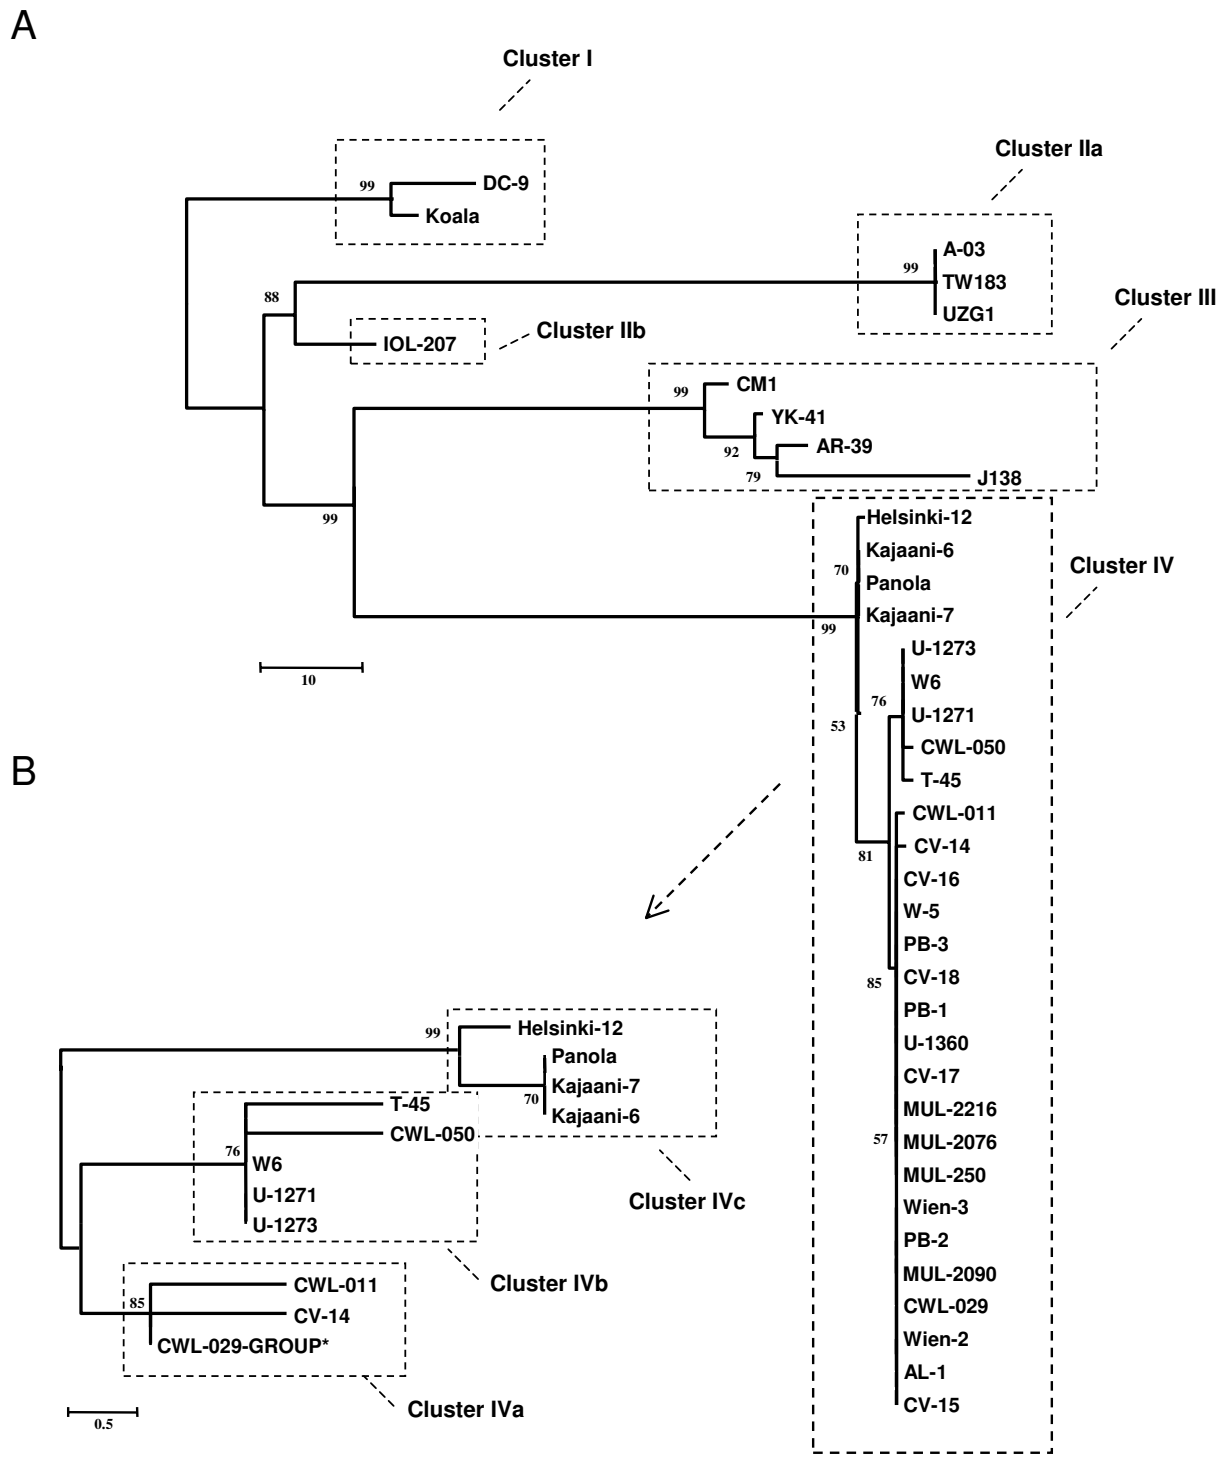 A
Cluster I
Cluster IIa
99
DC-9
Koala
A-03
99
TW183
UZG1
88
Cluster III
Cluster IIb
IOL-207
CM1
99
YK-41
92
AR-39
79
J138
99
Helsinki-12
Kajaani-6
70
Panola
Cluster IV
Kajaani-7
99
U-1273
10
W6
76
U-1271
53
CWL-050
T-45
CWL-011
CV-14
81
CV-16
W-5
PB-3
CV-18
85
PB-1
U-1360
CV-17
MUL-2216
57
MUL-2076
MUL-250
Wien-3
PB-2
MUL-2090
CWL-029
Wien-2
AL-1
CV-15
B
99
Helsinki-12
Panola
Kajaani-7
70
Kajaani-6
T-45
CWL-050
76
W6
U-1271
U-1273
Cluster IVc
Cluster IVb
CWL-011
85
CV-14
CWL-029-GROUP*
Cluster IVa
0.5